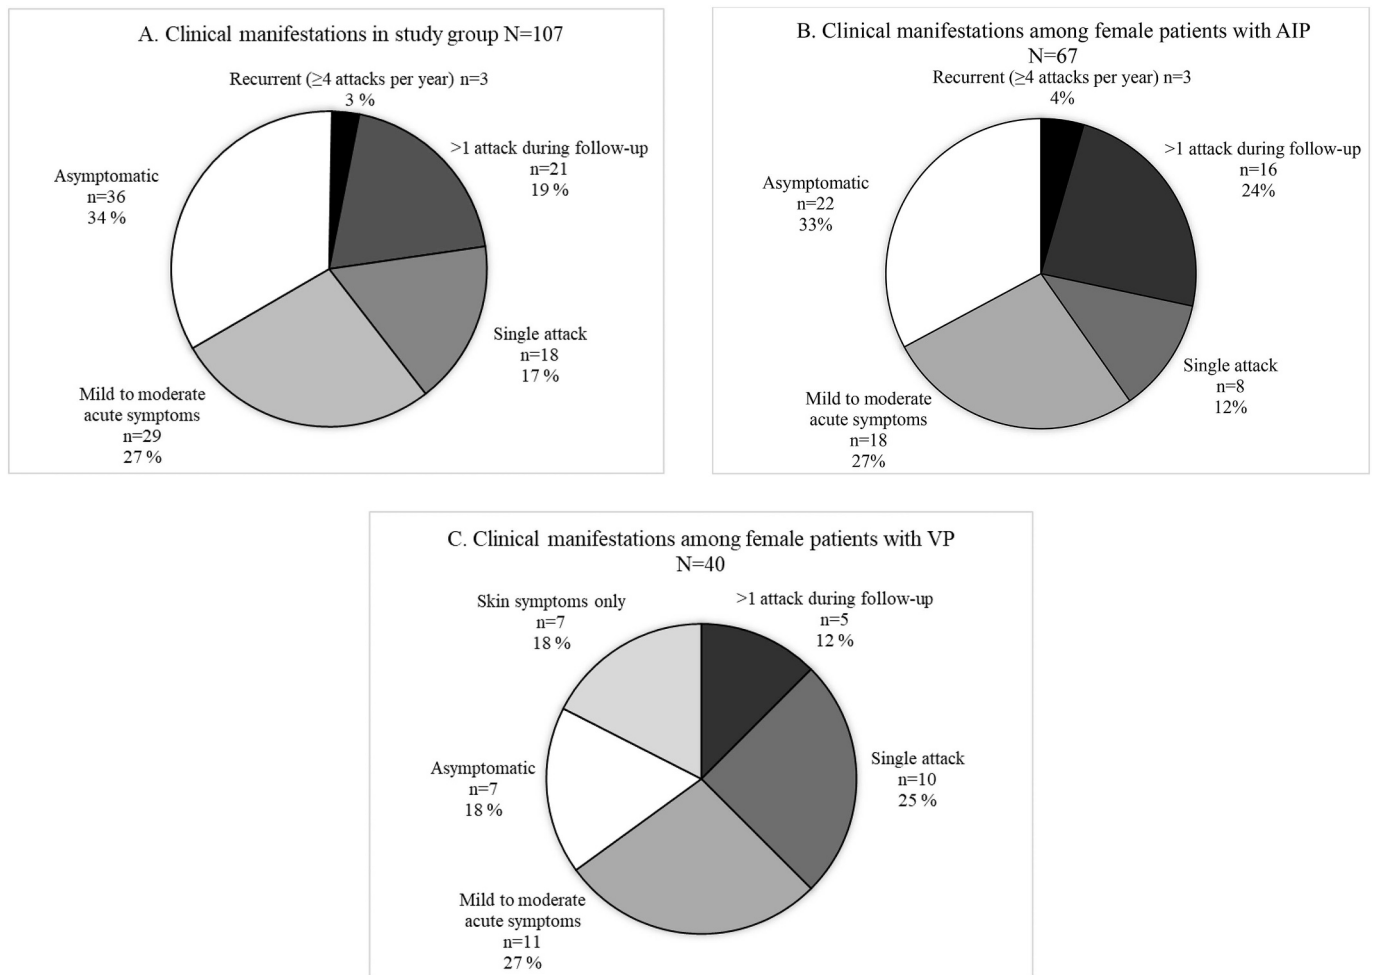 A. Clinical manifestations in study group N=107
Recurrent (≥4 attacks per year) n=3
3 %
>1 attack during follow-up
n=21
19 %
Asymptomatic
n=36
34 %
Single attack
n=18
17 %
Mild to moderate
acute symptoms
n=29
27 %
B. Clinical manifestations among female patients with AIP
N=67
Recurrent (≥4 attacks per year) n=3
4%
>1 attack during follow-up
n=16
24%
Asymptomatic
n=22
33%
Single attack
n=8
12%
Mild to moderate
acute symptoms
n=18
27%
C. Clinical manifestations among female patients with VP
N=40
Skin symptoms only
n=7
18 %
>1 attack during follow-up
n=5
12 %
Asymptomatic
n=7
18 %
Single attack
n=10
25 %
Mild to moderate
acute symptoms
n=11
27 %